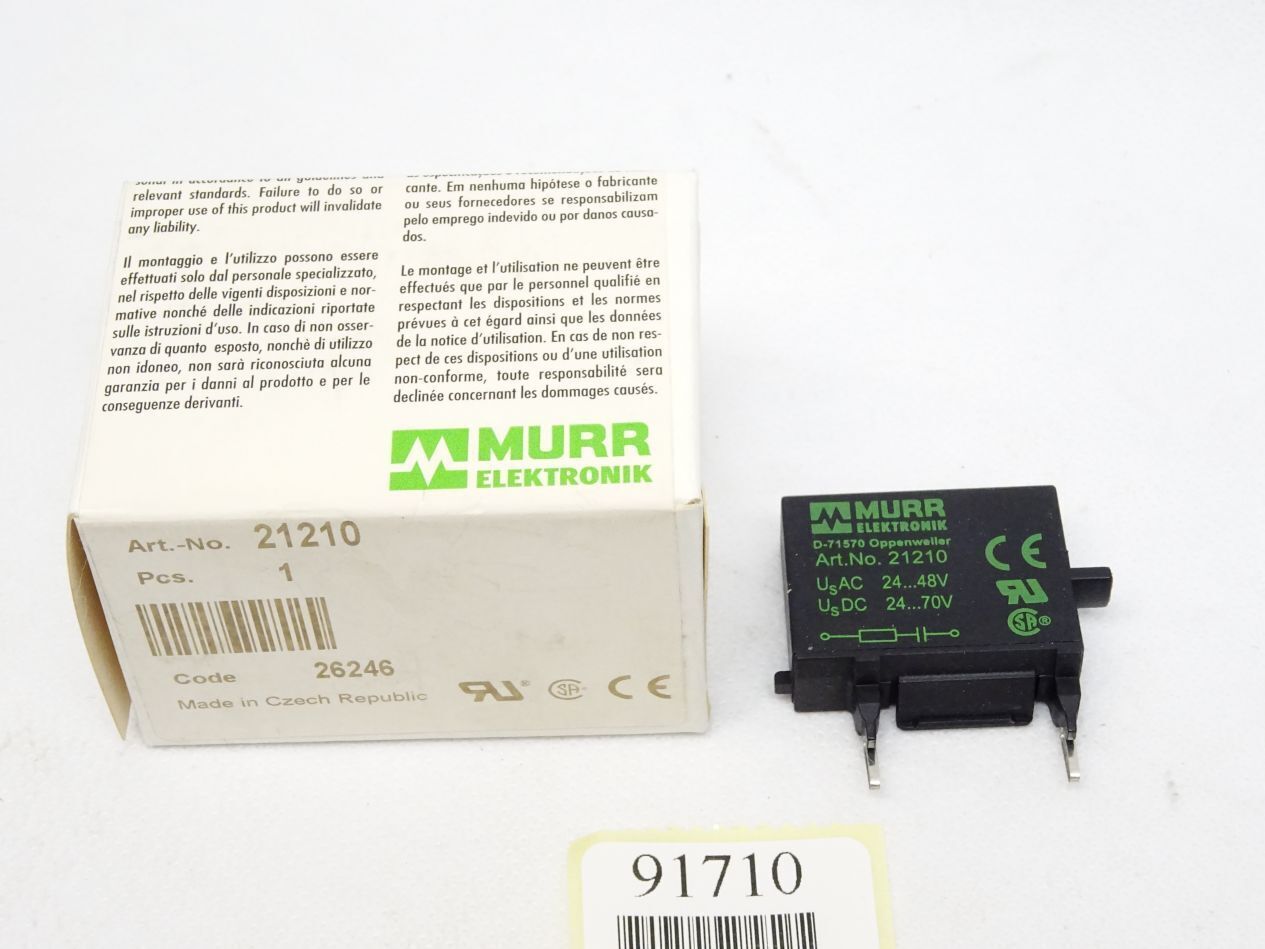 relevant standards. Failure to do so or
improper use of this product will invalidate
any liability.
Il montaggio e l'utilizzo possono essere
effettuati solo dal personale specializzato,
nel rispetto delle vigenti disposizioni e nor-
mative nonché delle indicazioni riportate
sulle istruzioni d'uso. In caso di non osser-
vanza di quanto esposto, nonchè di utilizzo
non idoneo, non sarà riconosciuta alcuna
garanzia per i danni al prodotto e per le
conseguenze derivanti.
cante. Em nenhuma hipótese o fabricante
ou seus fornecedores se responsabilizam
pelo emprego indevido ou por danos causa-
dos.
Le montage et l'utilisation ne peuvent être
effectués que par le personnel qualifié en
respectant les dispositions et les normes
prévues à cet égard ainsi que les données
de la notice d'utilisation. En cas de non res-
pect de ces dispositions ou d'une utilisation
non-conforme, toute responsabilité sera
declinée concernant les dommages causés.
MURR
ELEKTRONIK
Art.-No. 21210
Pcs. 1
Code 26246
Made in Czech Republic
RU® SA® CE
MURR
ELEKTRONIK
D-71570 Oppenweiler
Art.No. 21210
UsAC 24...48V
UsDC 24...70V
CE
RU
SA®
91710